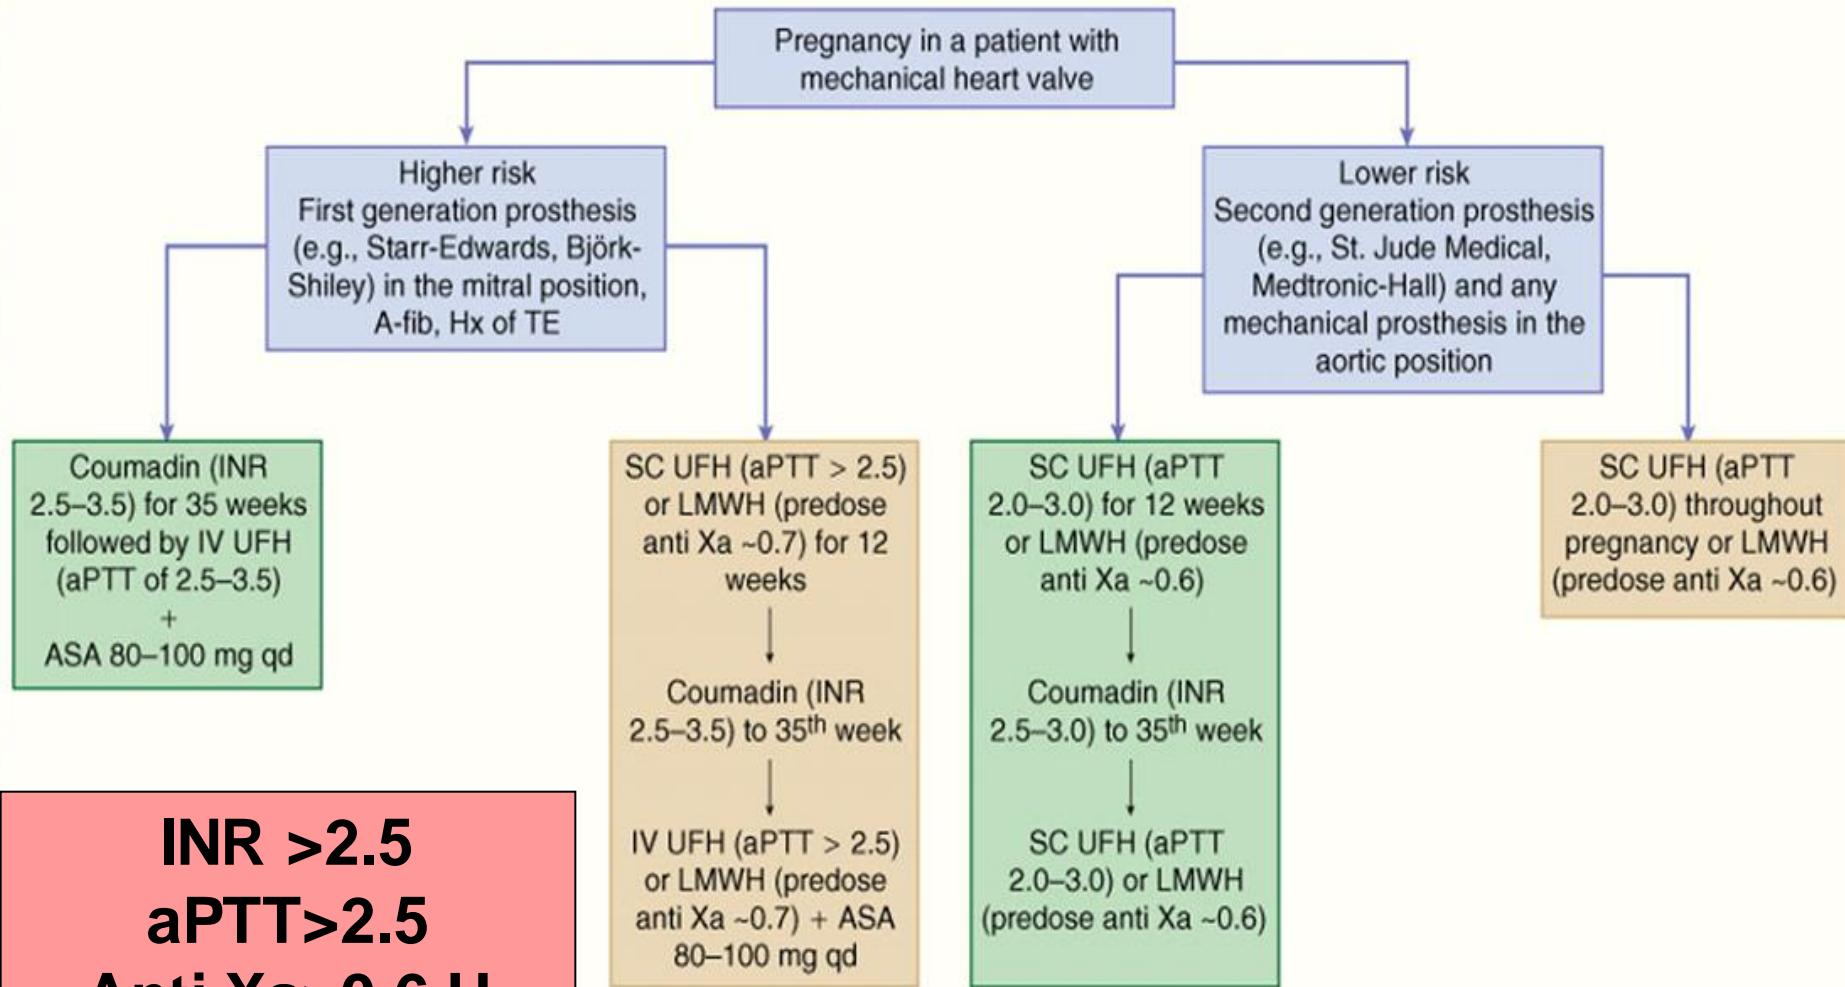 Pregnancy in a patient with
mechanical heart valve
Higher risk
First generation prosthesis
(e.g., Starr-Edwards, Björk-
Shiley) in the mitral position,
A-fib, Hx of TE
Lower risk
Second generation prosthesis
(e.g., St. Jude Medical,
Medtronic-Hall) and any
mechanical prosthesis in the
aortic position
Coumadin (INR
2.5–3.5) for 35 weeks
followed by IV UFH
(aPTT of 2.5–3.5)
+
ASA 80–100 mg qd
SC UFH (aPTT > 2.5)
or LMWH (predose
anti Xa ~0.7) for 12
weeks
Coumadin (INR
2.5–3.5) to 35th week
IV UFH (aPTT > 2.5)
or LMWH (predose
anti Xa ~0.7) + ASA
80–100 mg qd
SC UFH (aPTT
2.0–3.0) for 12 weeks
or LMWH (predose
anti Xa ~0.6)
Coumadin (INR
2.5–3.0) to 35th week
SC UFH (aPTT
2.0–3.0) or LMWH
(predose anti Xa ~0.6)
SC UFH (aPTT
2.0–3.0) throughout
pregnancy or LMWH
(predose anti Xa ~0.6)
INR >2.5
aPTT>2.5
Anti Xa